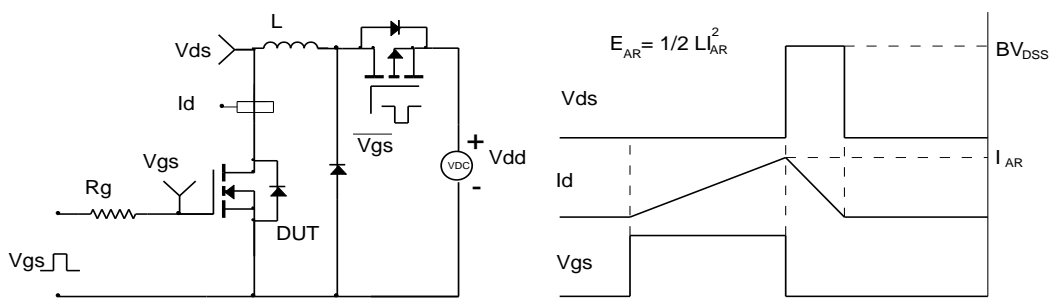 L
Vds
Id
Vgs
Rg
DUT
Vgs
Vgs
+
VDC
-
Vdd
E_AR = 1/2 LI²_AR
Vds
BV_DSS
Id
I_AR
Vgs